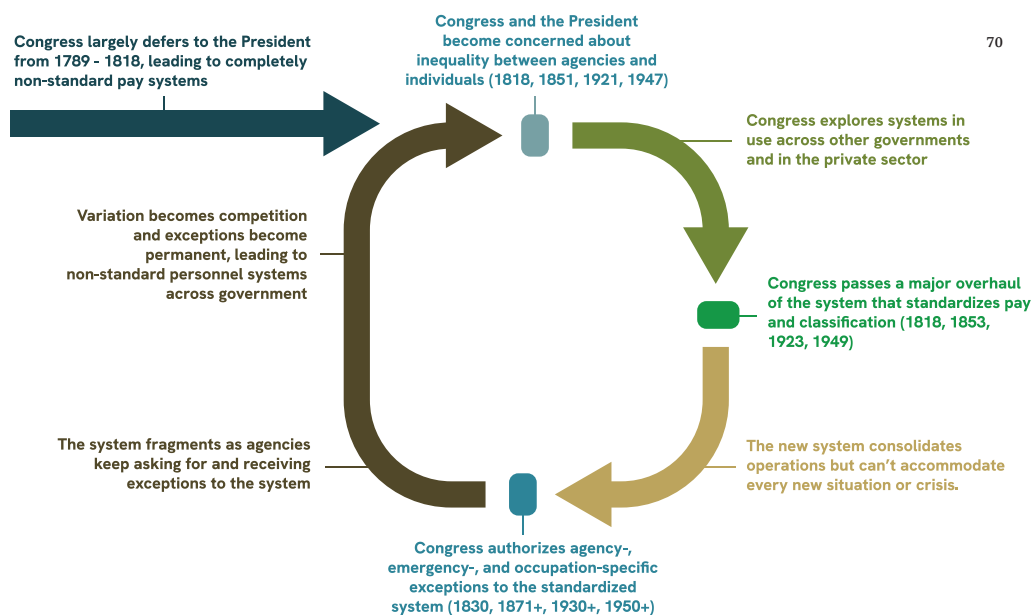 Congress largely defers to the President
from 1789 - 1818, leading to completely
non-standard pay systems
Congress and the President
become concerned about
inequality between agencies and
individuals (1818, 1851, 1921, 1947)
70
Congress explores systems in
use across other governments
and in the private sector
Variation becomes competition
and exceptions become
permanent, leading to
non-standard personnel systems
across government
Congress passes a major overhaul
of the system that standardizes pay
and classification (1818, 1853,
1923, 1949)
The system fragments as agencies
keep asking for and receiving
exceptions to the system
The new system consolidates
operations but can’t accommodate
every new situation or crisis.
Congress authorizes agency-,
emergency-, and occupation-specific
exceptions to the standardized
system (1830, 1871+, 1930+, 1950+)